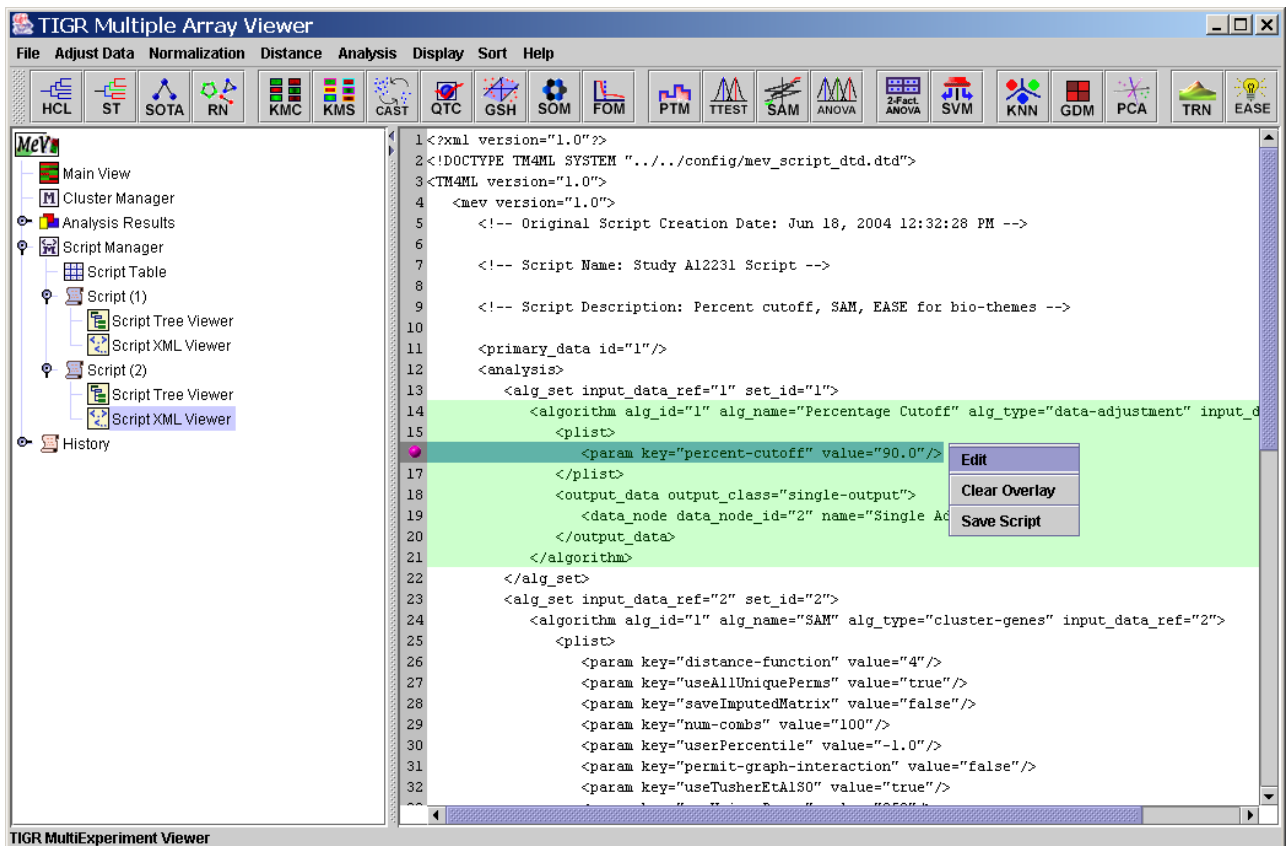 TIGR Multiple Array Viewer
File Adjust Data Normalization Distance Analysis Display Sort Help
HCL ST SOTA RN KMC KMS CAST QTC GSH SOM FOM PTM TTEST SAM ANOVA 2-Fact. ANOVA SVM KNN GDM PCA TRN EASE
MeV
Main View
M Cluster Manager
Analysis Results
Script Manager
Script Table
Script (1)
Script Tree Viewer
Script XML Viewer
Script (2)
Script Tree Viewer
Script XML Viewer
History
1 <?xml version="1.0"?>
2 <!DOCTYPE TM4ML SYSTEM "../../config/mev_script_dtd.dtd">
3 <TM4ML version="1.0">
4 <mev version="1.0">
5 <!-- Original Script Creation Date: Jun 18, 2004 12:32:28 PM -->
6
7 <!-- Script Name: Study A12231 Script -->
8
9 <!-- Script Description: Percent cutoff, SAM, EASE for bio-themes -->
10
11 <primary_data id="1"/>
12 <analysis>
13 <alg_set input_data_ref="1" set_id="1">
14 <algorithm alg_id="1" alg_name="Percentage Cutoff" alg_type="data-adjustment" input_d
15 <plist>
<param key="percent-cutoff" value="90.0"/>
17 </plist>
18 <output_data output_class="single-output">
19 <data_node data_node_id="2" name="Single Ad
20 </output_data>
21 </algorithm>
22 </alg_set>
23 <alg_set input_data_ref="2" set_id="2">
24 <algorithm alg_id="1" alg_name="SAM" alg_type="cluster-genes" input_data_ref="2">
25 <plist>
26 <param key="distance-function" value="4"/>
27 <param key="useAllUniquePerms" value="true"/>
28 <param key="saveImputedMatrix" value="false"/>
29 <param key="num-combs" value="100"/>
30 <param key="userPercentile" value="-1.0"/>
31 <param key="permit-graph-interaction" value="false"/>
32 <param key="useTusherEtAlS0" value="true"/>
Edit
Clear Overlay
Save Script
TIGR MultiExperiment Viewer